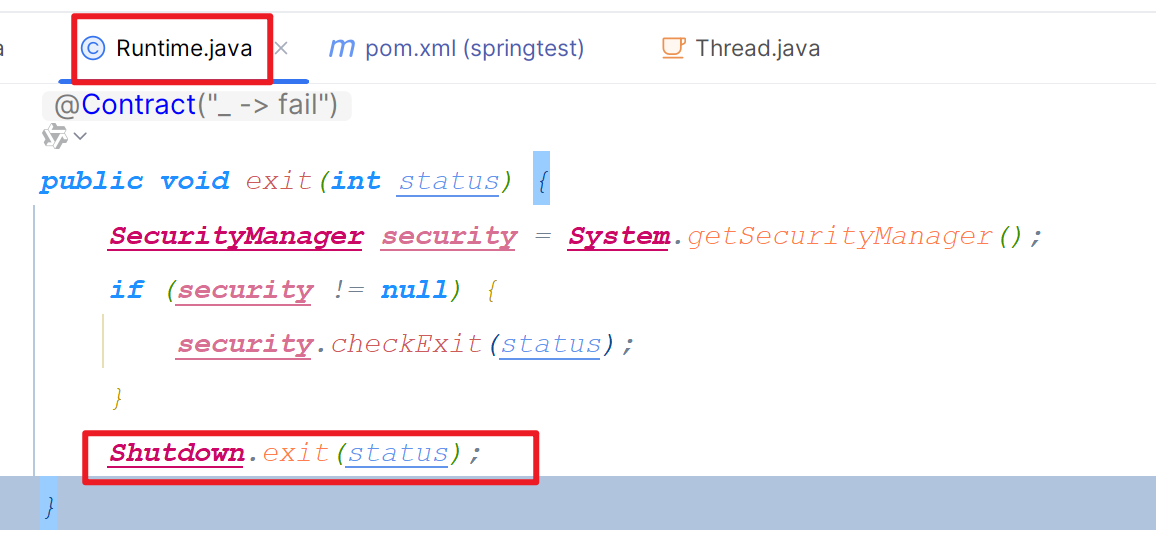 a
Runtime.java
pom.xml (springtest)
Thread.java
@Contract("_ -> fail")
public void exit(int status) {
SecurityManager security = System.getSecurityManager();
if (security != null) {
security.checkExit(status);
}
Shutdown.exit(status);
}